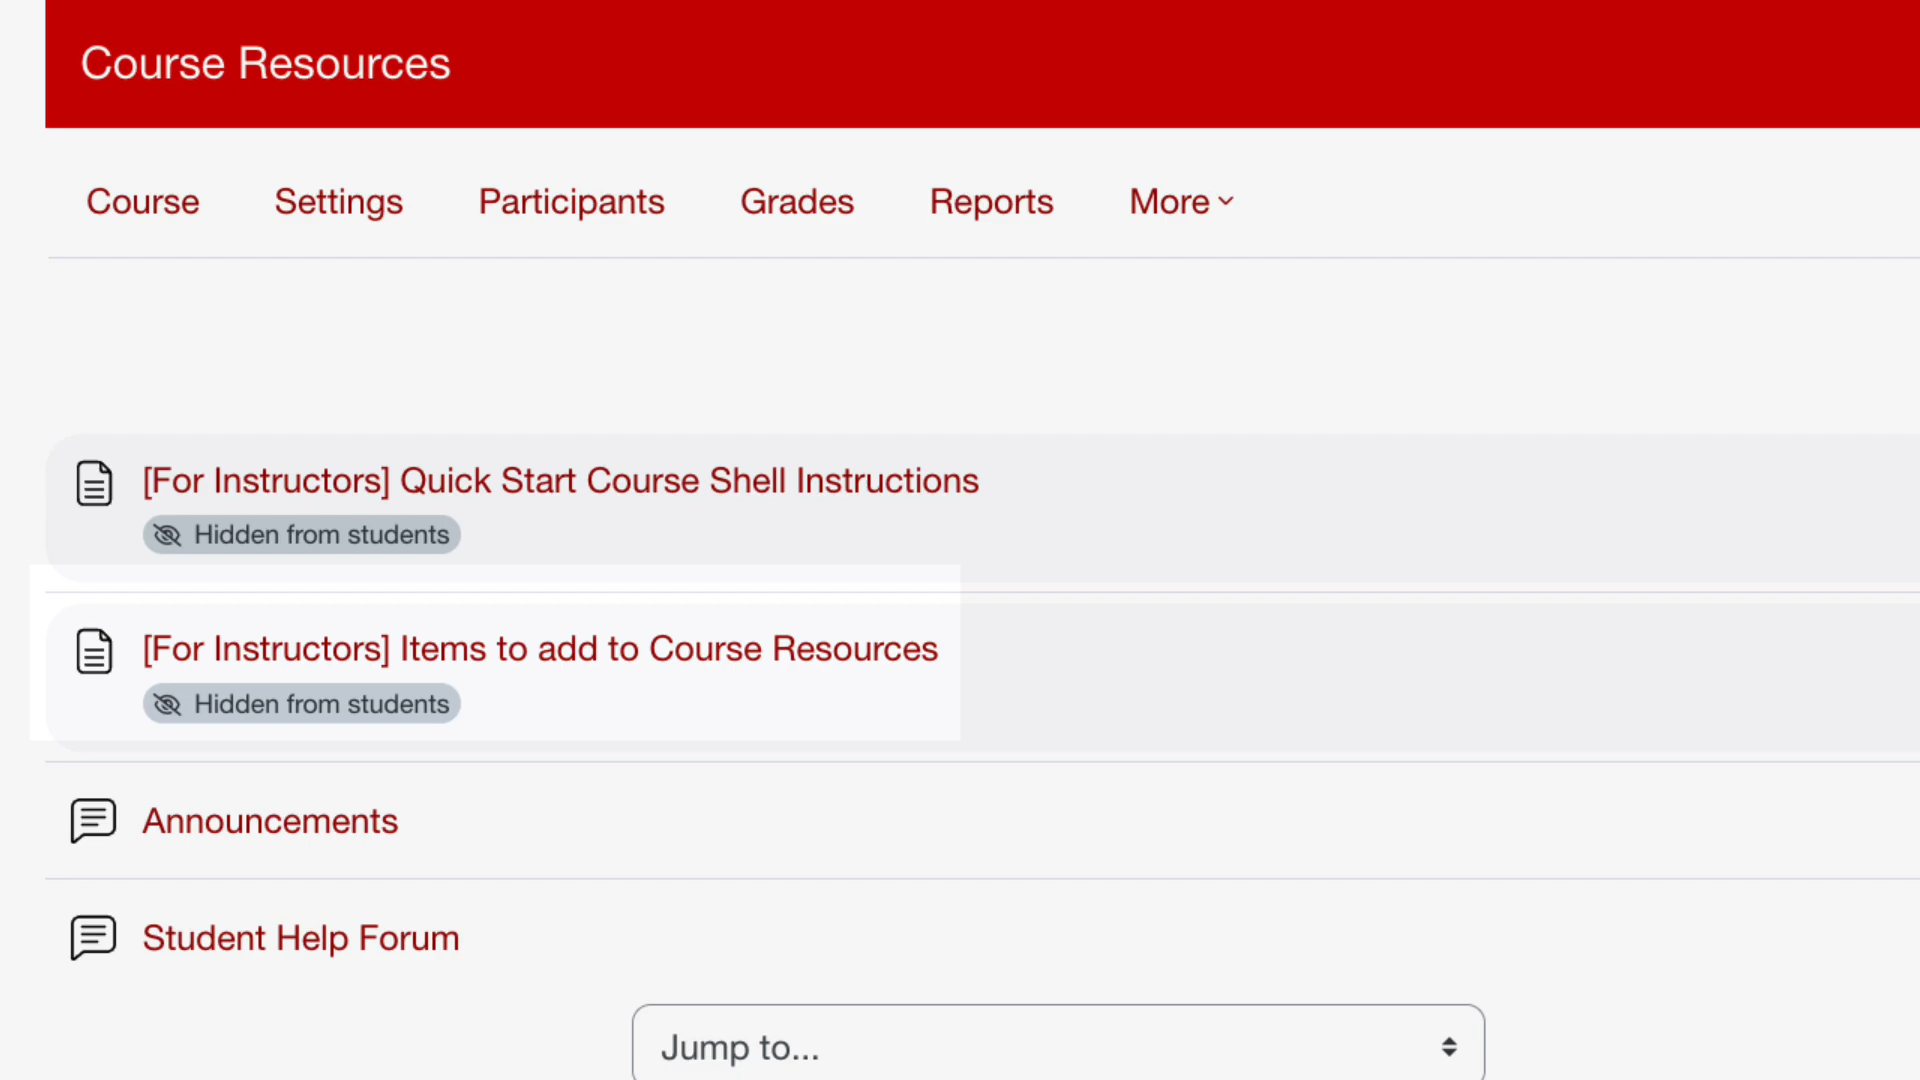 Course Resources
Course Settings Participants Grades Reports More
[For Instructors] Quick Start Course Shell Instructions
Hidden from students
[For Instructors] Items to add to Course Resources
Hidden from students
Announcements
Student Help Forum
Jump to...